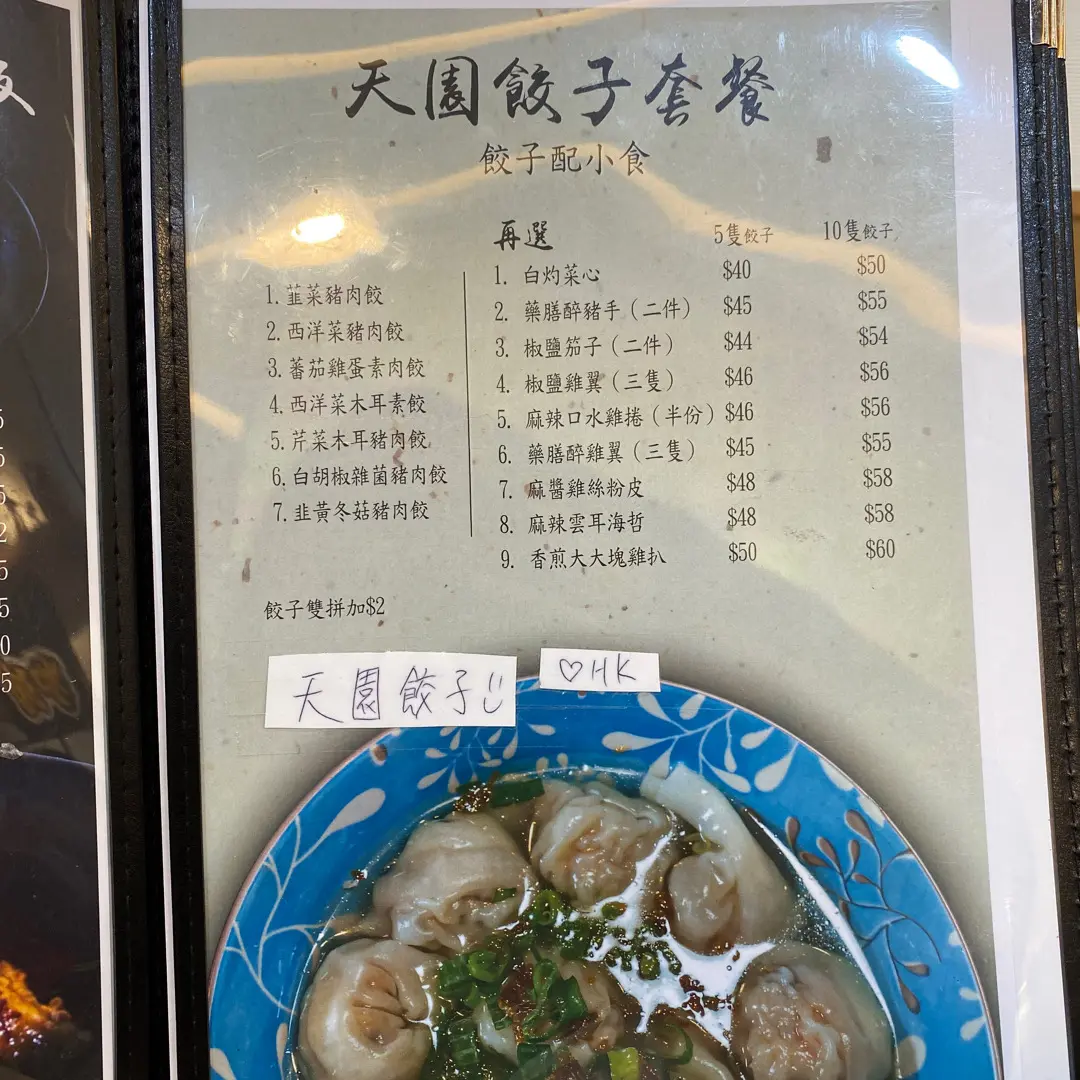 天園餃子套餐
餃子配小食
1. 韮菜豬肉餃
2. 西洋菜豬肉餃
3. 蕃茄雞蛋素肉餃
4. 西洋菜木耳素餃
5. 芹菜木耳豬肉餃
6. 白胡椒雜菌豬肉餃
7. 韭黃冬菇豬肉餃
再選 5隻餃子 10隻餃子
1. 白灼菜心 $40 $50
2. 藥膳醉豬手（二件） $45 $55
3. 椒鹽茄子（二件） $44 $54
4. 椒鹽雞翼（三隻） $46 $56
5. 麻辣口水雞捲（半份） $46 $56
6. 藥膳醉雞翼（三隻） $45 $55
7. 麻醬雞絲粉皮 $48 $58
8. 麻辣雲耳海哲 $48 $58
9. 香煎大大塊雞扒 $50 $60
餃子雙拼加$2
天園餃子
♡HK